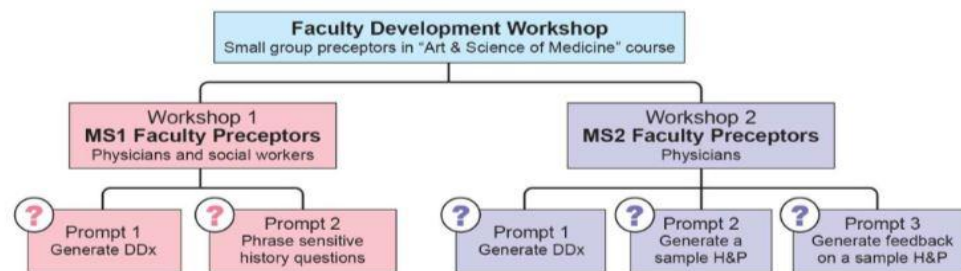 Faculty Development Workshop
Small group preceptors in "Art & Science of Medicine" course
Workshop 1
MS1 Faculty Preceptors
Physicians and social workers
Workshop 2
MS2 Faculty Preceptors
Physicians
?
Prompt 1
Generate DDx
?
Prompt 2
Phrase sensitive
history questions
?
Prompt 1
Generate DDx
?
Prompt 2
Generate a
sample H&P
?
Prompt 3
Generate feedback
on a sample H&P